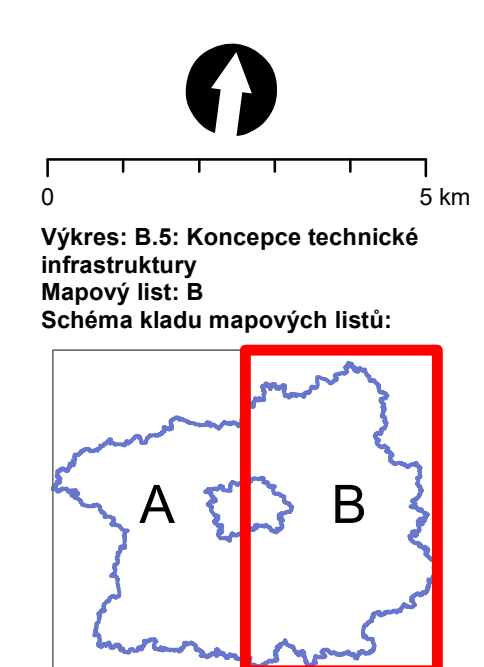 0 5 km
Výkres: B.5: Koncepce technické
infrastruktury
Mapový list: B
Schéma kladu mapových listů:
A B